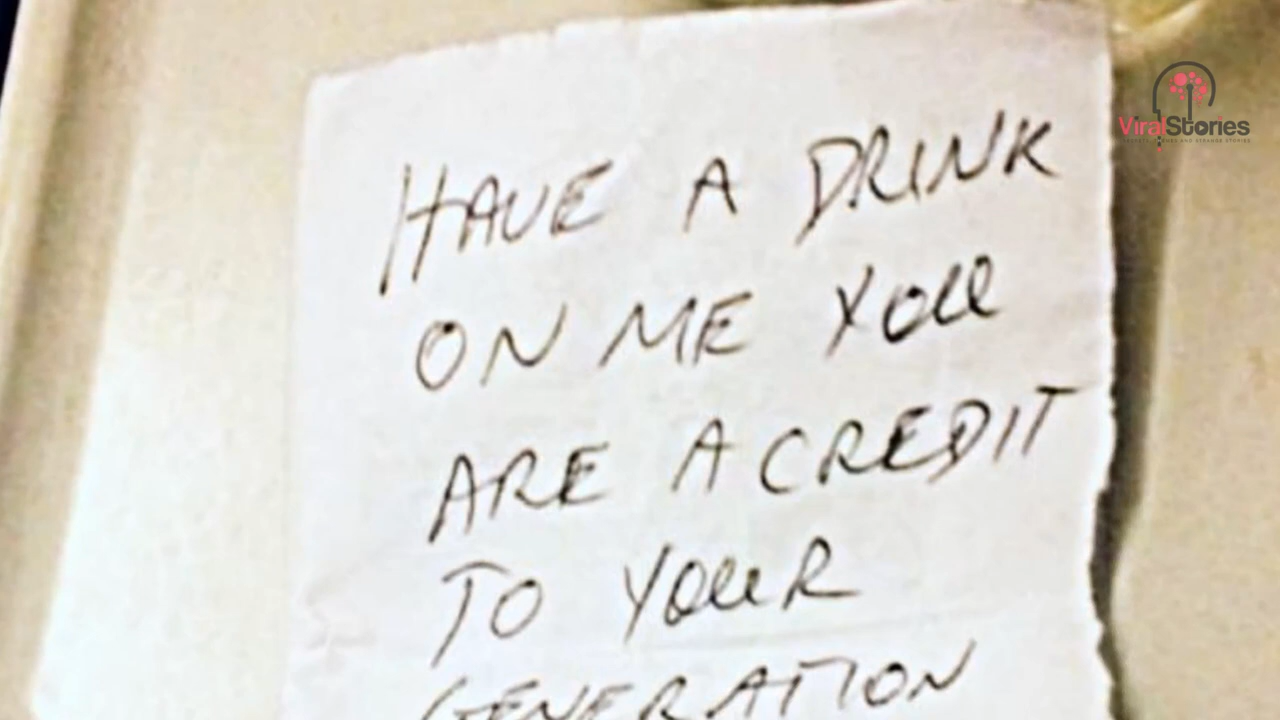 HAVE A DRINK
ON ME YOU
ARE A CREDIT
TO YOUR
GENERATION
ViralStories